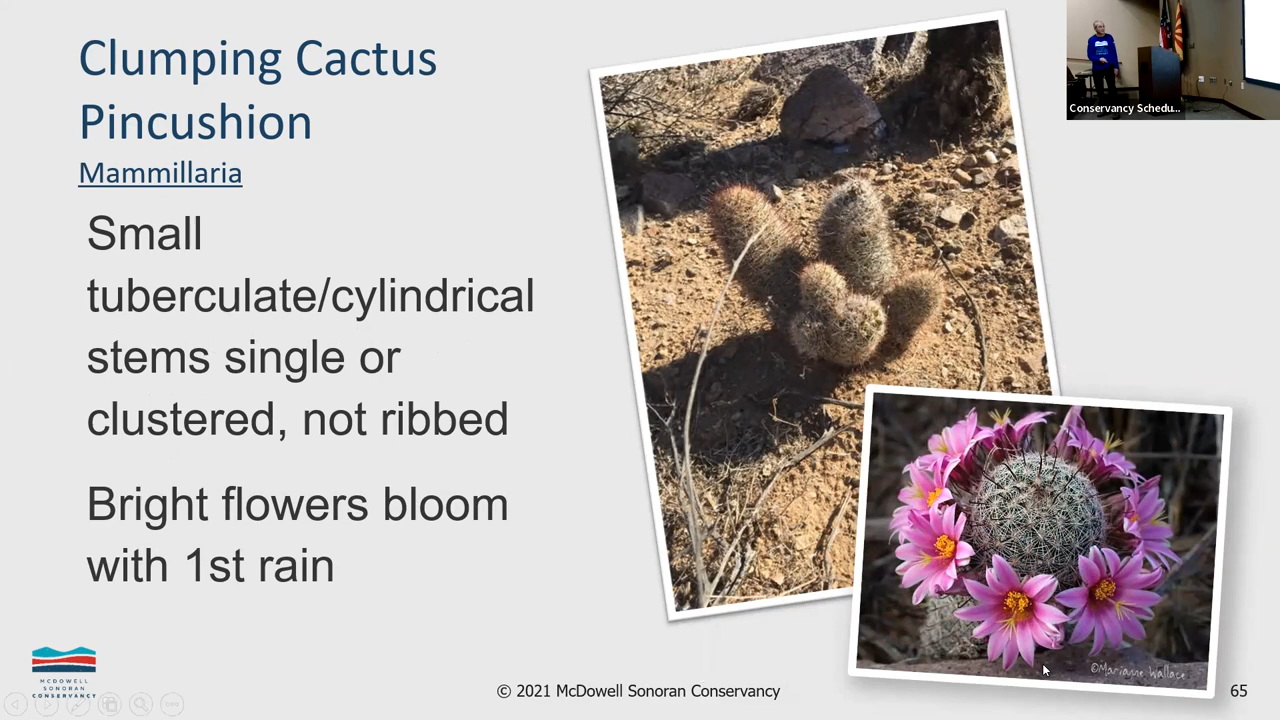 Clumping Cactus
Pincushion
Mammillaria
Small
tuberculate/cylindrical
stems single or
clustered, not ribbed
Bright flowers bloom
with 1st rain
Conservancy Schedu...
©Marianne Wallace
MCDOWELL
SONORAN
CONSERVANCY
© 2021 McDowell Sonoran Conservancy
65